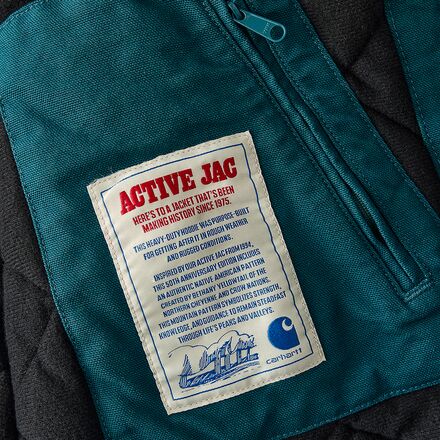 ACTIVE JAC
HERE'S TO A JACKET THAT'S BEEN
MAKING HISTORY SINCE 1975.
THIS HEAVY-DUTY HOODIE WAS PURPOSE-BUILT
FOR GETTING AFTER IT IN ROUGH WEATHER
AND RUGGED CONDITIONS.
INSPIRED BY OUR ACTIVE JAC FROM 1994,
THIS 50TH ANNIVERSARY EDITION INCLUDES
AN AUTHENTIC NATIVE AMERICAN PATTERN
CREATED BY BETHANY YELLOWTAIL OF THE
NORTHERN CHEYENNE AND CROW NATIONS.
THIS MOUNTAIN PATTERN SYMBOLIZES STRENGTH,
KNOWLEDGE, AND GUIDANCE TO REMAIN STEADFAST
THROUGH LIFE'S PEAKS AND VALLEYS.
carhartt